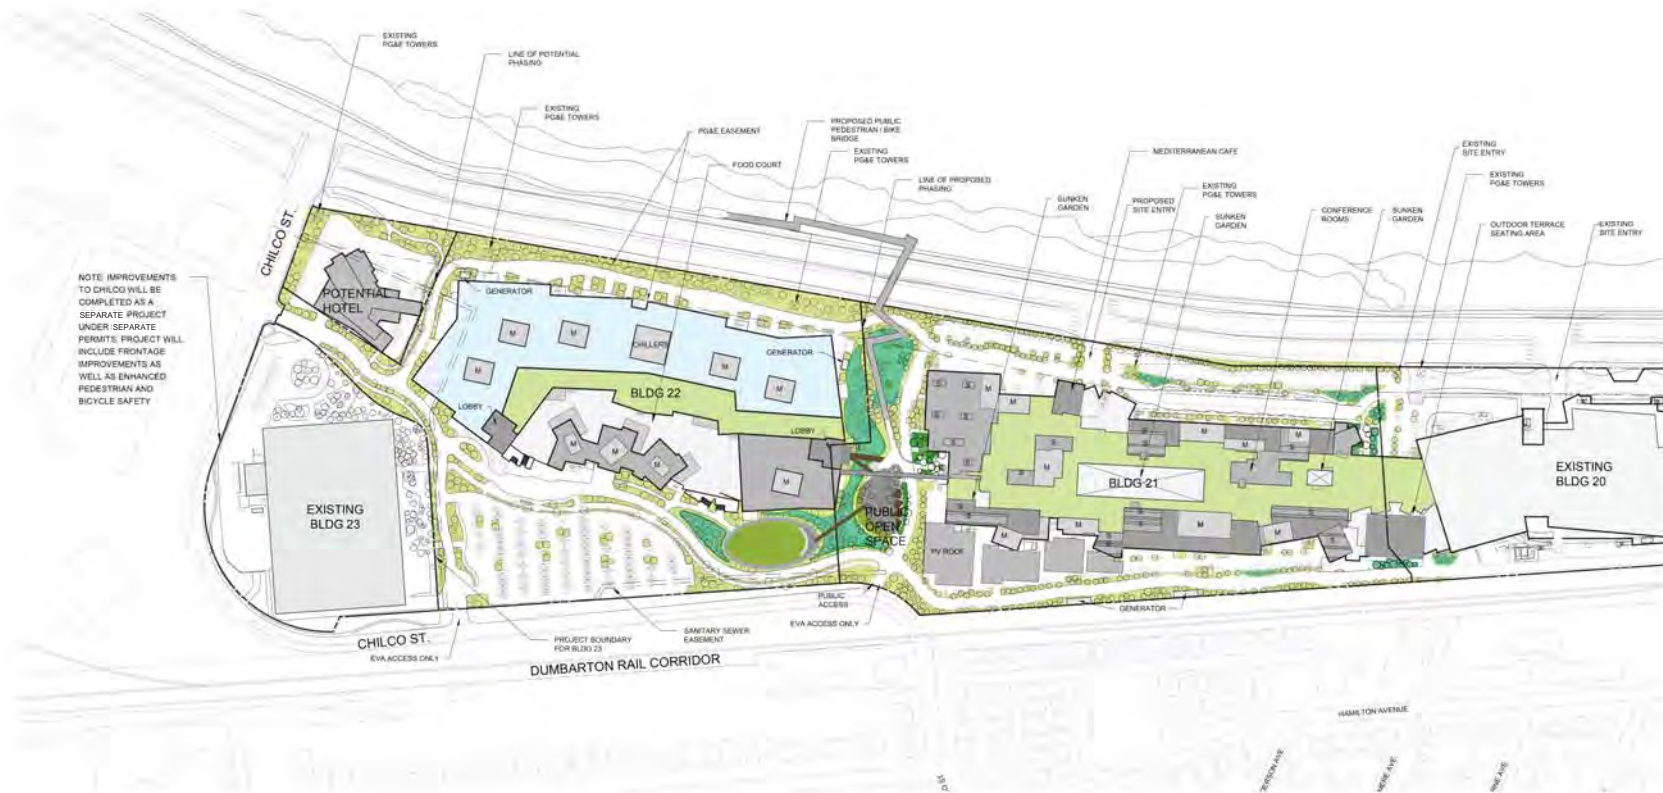 EXISTING
PG&E TOWERS
LINE OF POTENTIAL
PHASING
EXISTING
PG&E TOWERS
PG&E EASEMENT
FOOD COURT
PROPOSED PUBLIC
PEDESTRIAN / BIKE
BRIDGE
EXISTING
PG&E TOWERS
LINE OF PROPOSED
PHASING
SUNKEN
GARDEN
MEDITERRANEAN CAFE
PROPOSED
SITE ENTRY
EXISTING
PG&E TOWERS
SUNKEN
GARDEN
CONFERENCE
ROOMS
SUNKEN
GARDEN
EXISTING
SITE ENTRY
EXISTING
PG&E TOWERS
OUTDOOR TERRACE
SEATING AREA
EXISTING
SITE ENTRY
CHILCO ST.
NOTE: IMPROVEMENTS
TO CHILCO WILL BE
COMPLETED AS A
SEPARATE PROJECT
UNDER SEPARATE
PERMITS. PROJECT WILL
INCLUDE FRONTAGE
IMPROVEMENTS AS
WELL AS ENHANCED
PEDESTRIAN AND
BICYCLE SAFETY
POTENTIAL
HOTEL
GENERATOR
M
M
CHILLERS
M
M
M
GENERATOR
BLDG 22
LOBBY
LOBBY
M
M
M
M
EXISTING
BLDG 23
PUBLIC
OPEN
SPACE
PV ROOF
M
M
S
S
S
S
S
S
M
S
M
M
M
BLDG 21
S
S
M
M
M
M
EXISTING
BLDG 20
PUBLIC
ACCESS
GENERATOR
EVA ACCESS ONLY
CHILCO ST.
EVA ACCESS ONLY
PROJECT BOUNDARY
FOR BLDG 23
SANITARY SEWER
EASEMENT
DUMBARTON RAIL CORRIDOR
HAMILTON AVENUE